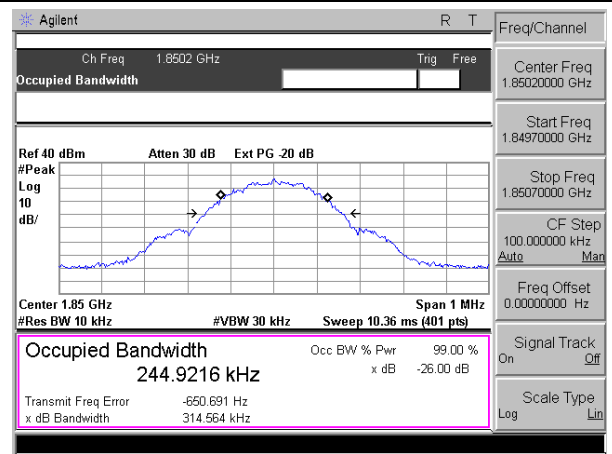 Agilent R T
Freq/Channel
Ch Freq 1.8502 GHz Trig Free
Occupied Bandwidth
Center Freq
1.85020000 GHz
Start Freq
1.84970000 GHz
Stop Freq
1.85070000 GHz
CF Step
100.000000 kHz
Auto Man
Freq Offset
0.00000000 Hz
Signal Track
On Off
Scale Type
Log Lin
Ref 40 dBm Atten 30 dB Ext PG -20 dB
#Peak
Log
10
dB/
Center 1.85 GHz Span 1 MHz
#Res BW 10 kHz #VBW 30 kHz Sweep 10.36 ms (401 pts)
Occupied Bandwidth Occ BW % Pwr 99.00 %
244.9216 kHz x dB -26.00 dB
Transmit Freq Error -650.691 Hz
x dB Bandwidth 314.564 kHz